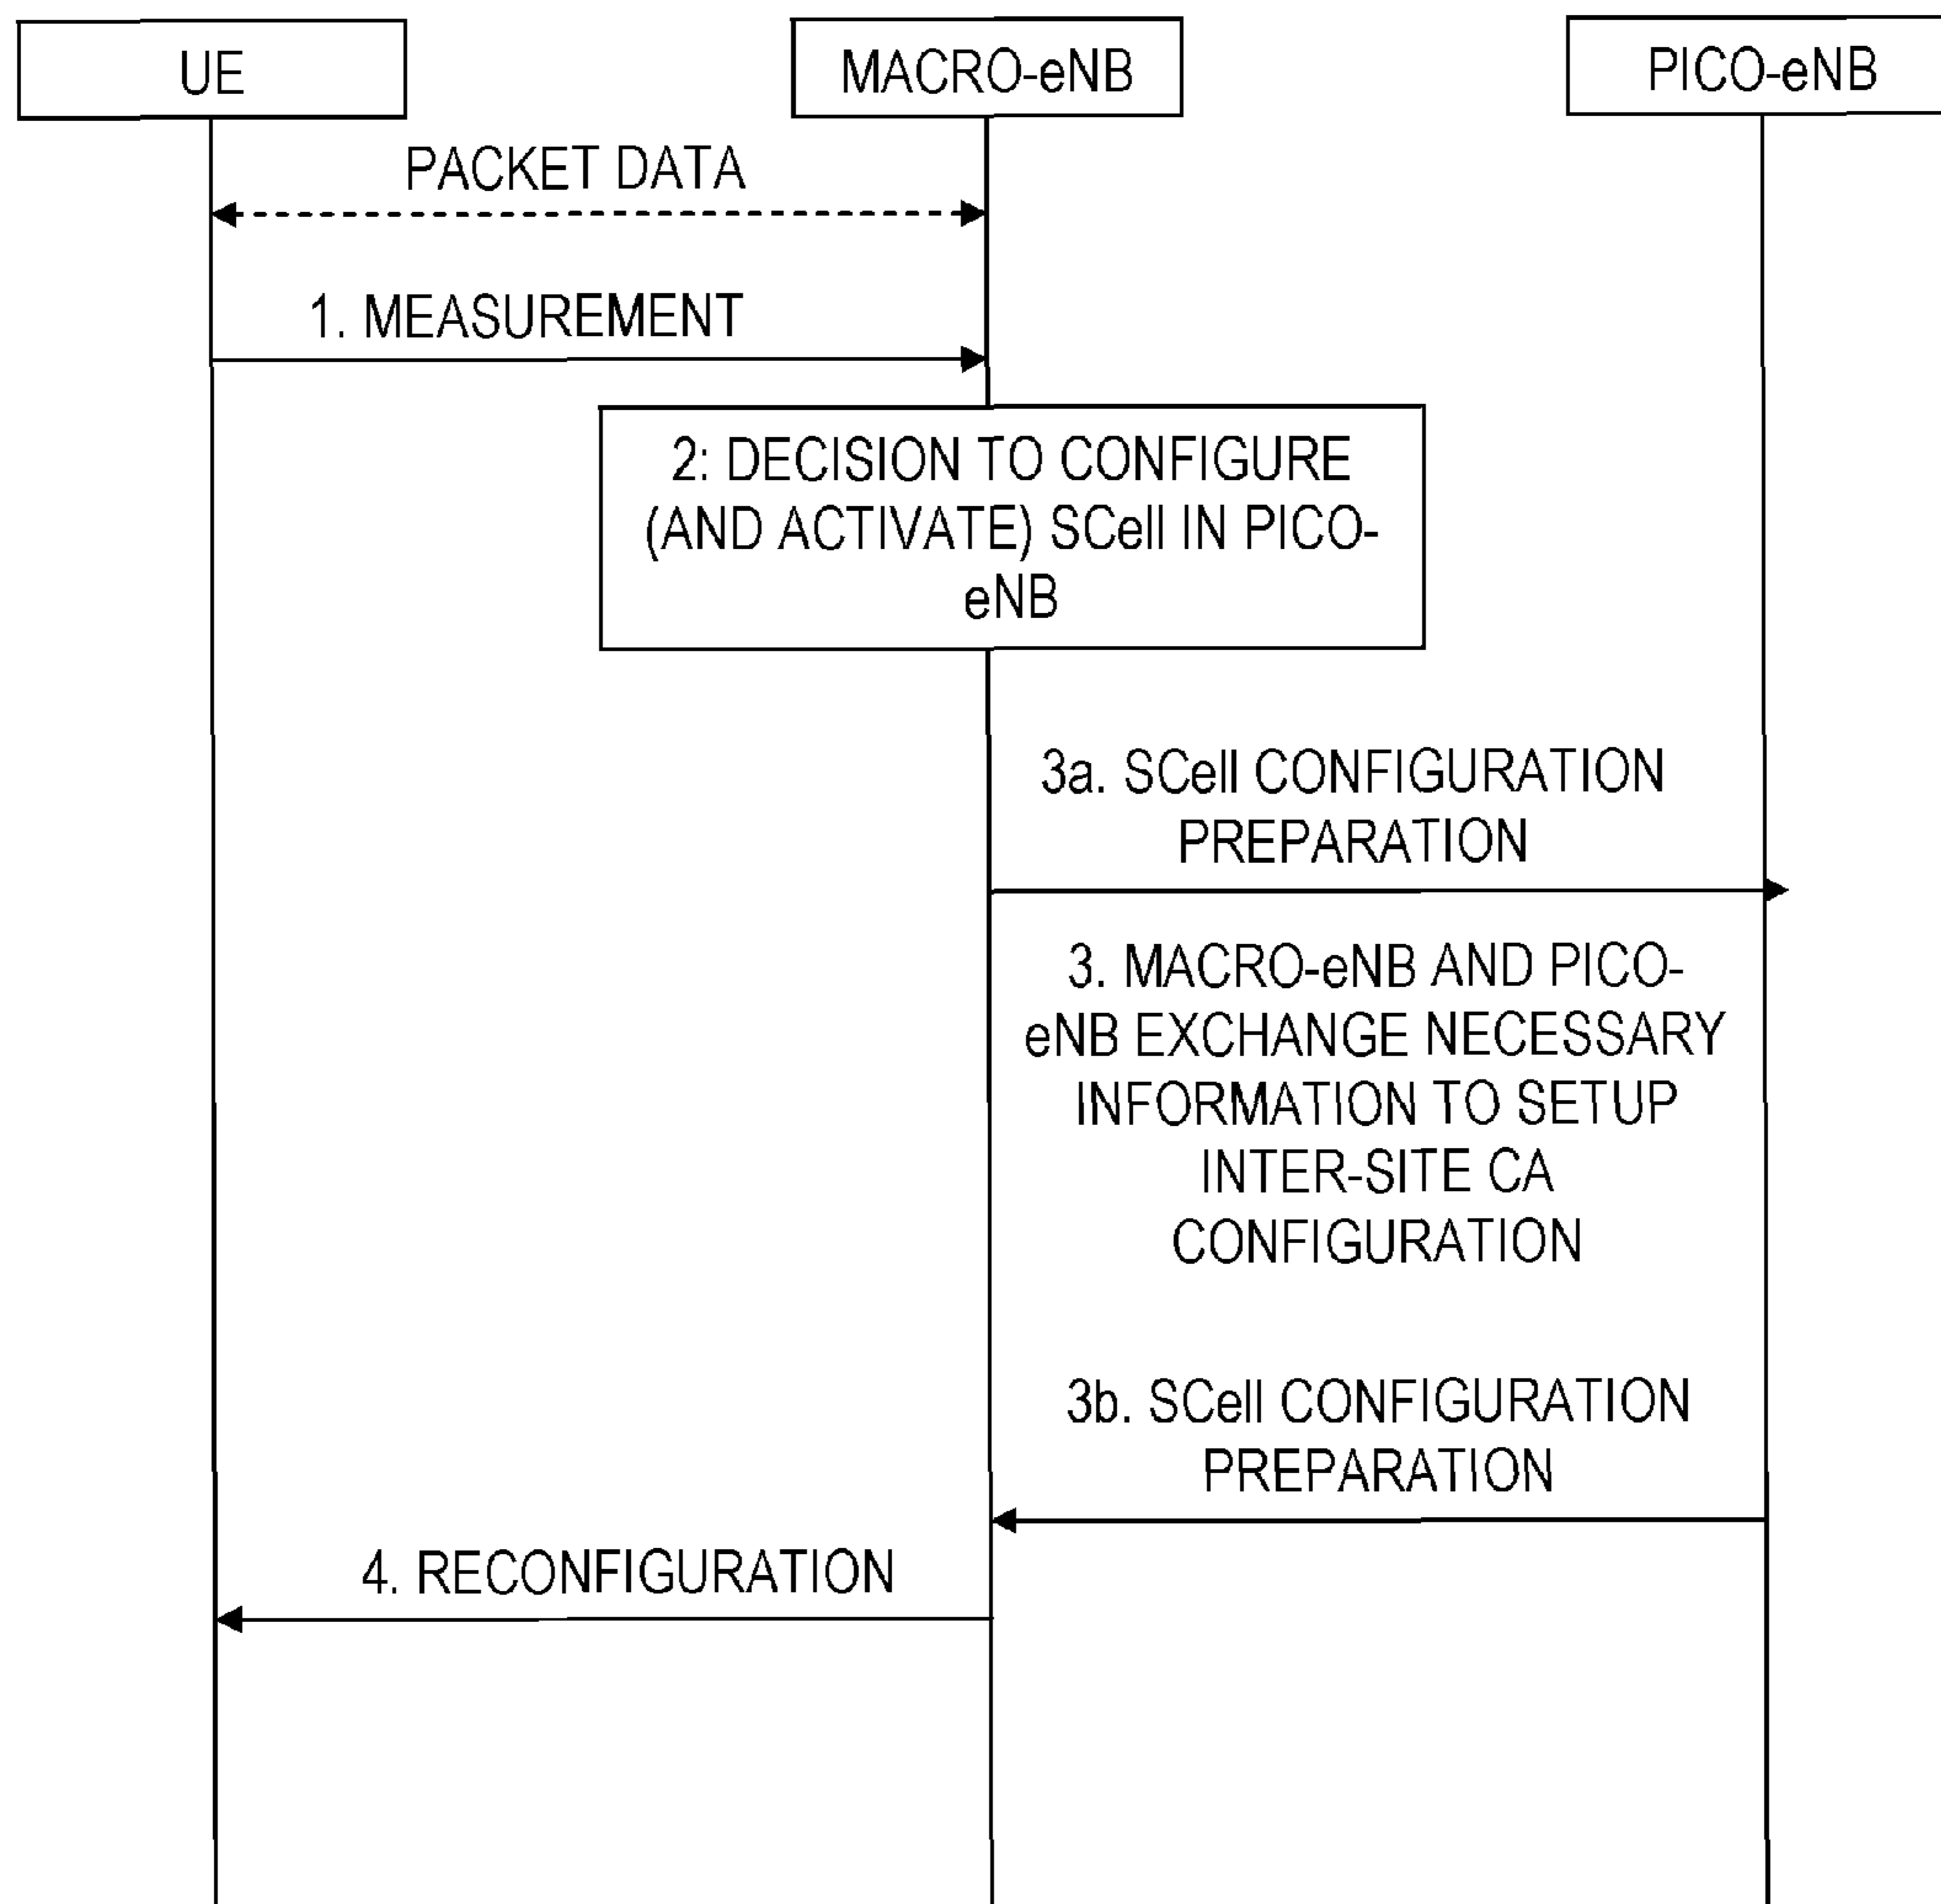 UE
MACRO-eNB
PICO-eNB
PACKET DATA
1. MEASUREMENT
2: DECISION TO CONFIGURE
(AND ACTIVATE) SCell IN PICO-
eNB
3a. SCell CONFIGURATION
PREPARATION
3. MACRO-eNB AND PICO-
eNB EXCHANGE NECESSARY
INFORMATION TO SETUP
INTER-SITE CA
CONFIGURATION
3b. SCell CONFIGURATION
PREPARATION
4. RECONFIGURATION